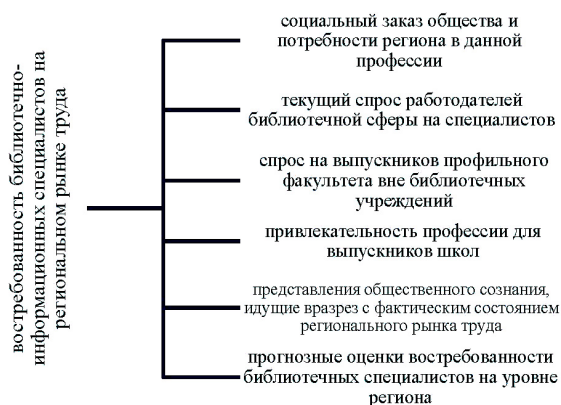 востребованность библиотечно-
информационных специалистов на
региональном рынке труда
социальный заказ общества и
потребности региона в данной
профессии
текущий спрос работодателей
библиотечной сферы на специалистов
спрос на выпускников профильного
факультета вне библиотечных
учреждений
привлекательность профессии для
выпускников школ
представления общественного сознания,
идущие вразрез с фактическим состоянием
регионального рынка труда
прогнозные оценки востребованности
библиотечных специалистов на уровне
региона